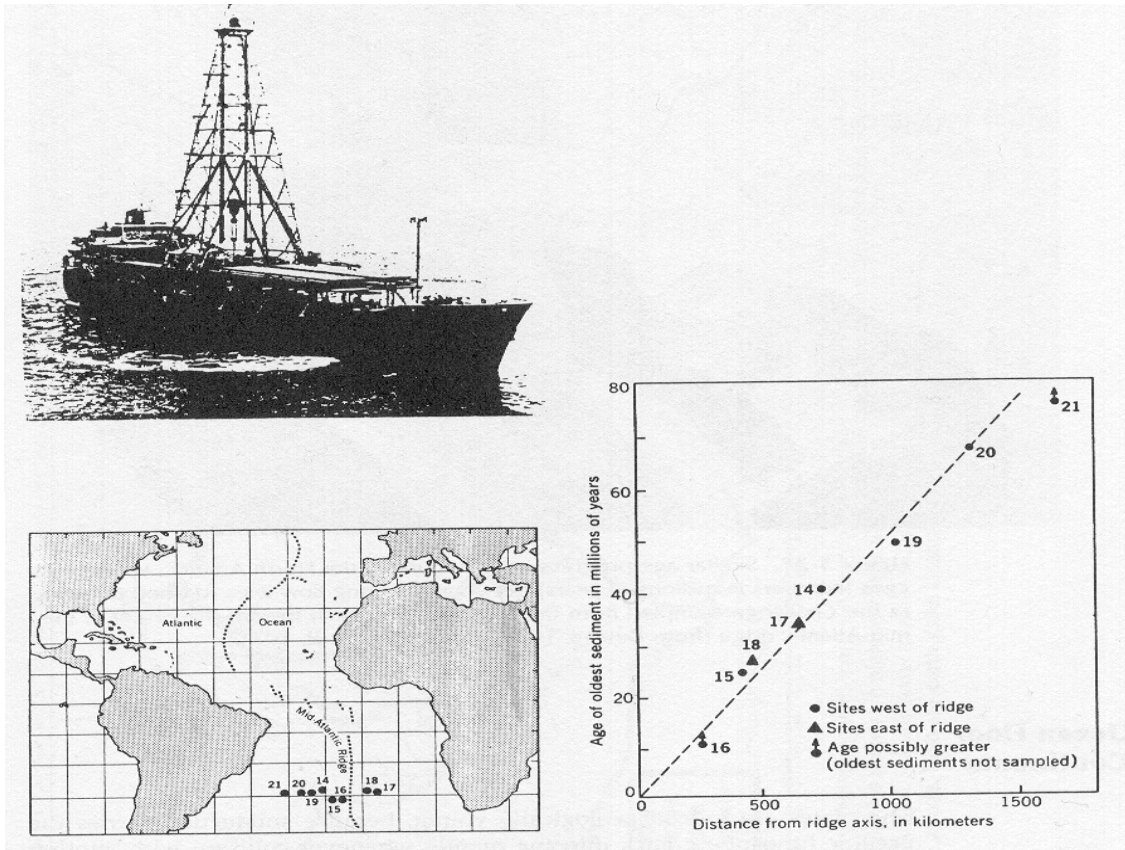 Atlantic
Ocean
Mid-Atlantic Ridge
21
20
19
14
15
16
18
17
Age of oldest sediment in millions of years
80
60
40
20
0
0
500
1000
1500
Distance from ridge axis, in kilometers
21
20
19
14
17
18
15
16
Sites west of ridge
Sites east of ridge
Age possibly greater
(oldest sediments not sampled)